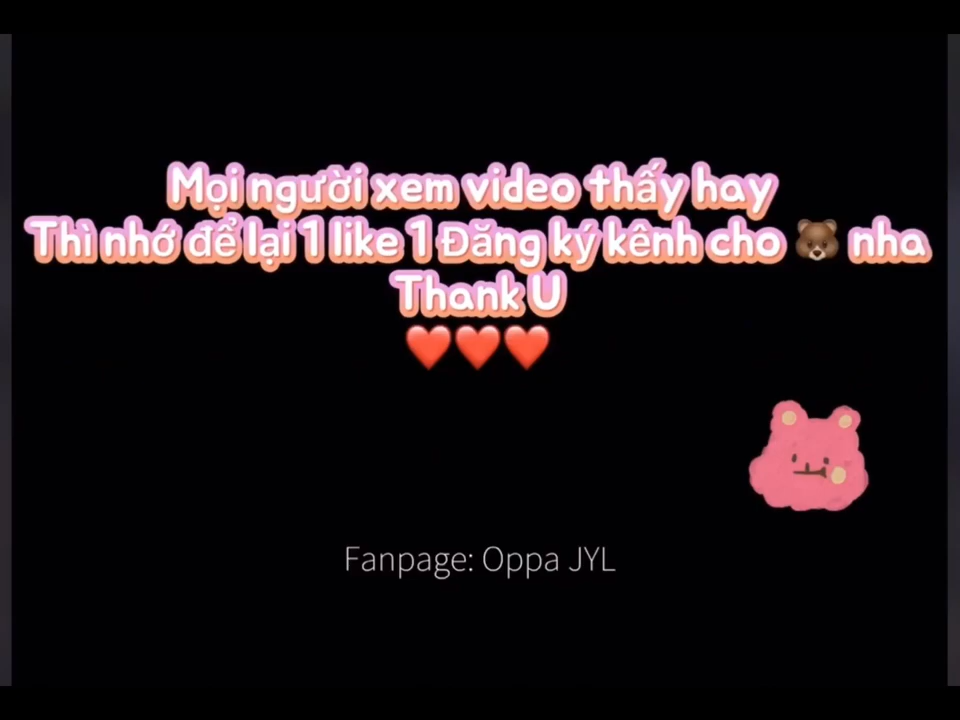 Mọi người xem video thấy hay
Thì nhớ để lại 1 like 1 Đăng ký kênh cho 🐻 nha
Thank U
❤️❤️❤️
Fanpage: Oppa JYL